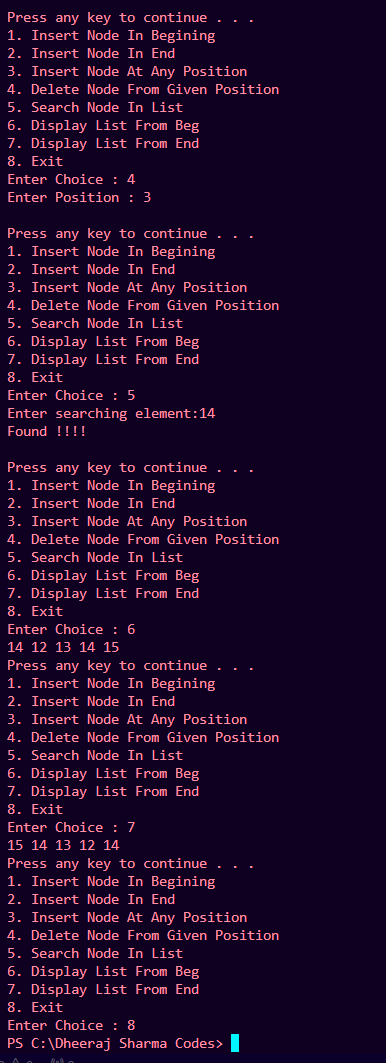 Press any key to continue . . .
1. Insert Node In Begining
2. Insert Node In End
3. Insert Node At Any Position
4. Delete Node From Given Position
5. Search Node In List
6. Display List From Beg
7. Display List From End
8. Exit
Enter Choice : 4
Enter Position : 3
Press any key to continue . . .
1. Insert Node In Begining
2. Insert Node In End
3. Insert Node At Any Position
4. Delete Node From Given Position
5. Search Node In List
6. Display List From Beg
7. Display List From End
8. Exit
Enter Choice : 5
Enter searching element:14
Found !!!!
Press any key to continue . . .
1. Insert Node In Begining
2. Insert Node In End
3. Insert Node At Any Position
4. Delete Node From Given Position
5. Search Node In List
6. Display List From Beg
7. Display List From End
8. Exit
Enter Choice : 6
14 12 13 14 15
Press any key to continue . . .
1. Insert Node In Begining
2. Insert Node In End
3. Insert Node At Any Position
4. Delete Node From Given Position
5. Search Node In List
6. Display List From Beg
7. Display List From End
8. Exit
Enter Choice : 7
15 14 13 12 14
Press any key to continue . . .
1. Insert Node In Begining
2. Insert Node In End
3. Insert Node At Any Position
4. Delete Node From Given Position
5. Search Node In List
6. Display List From Beg
7. Display List From End
8. Exit
Enter Choice : 8
PS C:\Dheeraj Sharma Codes>